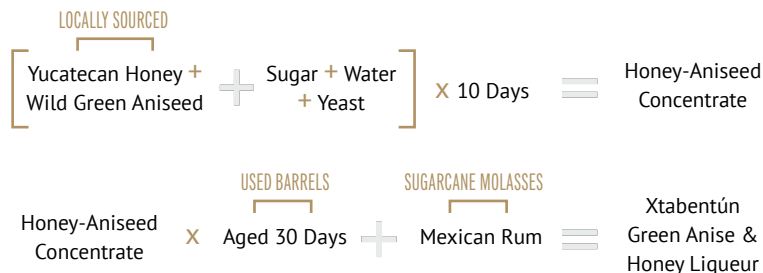 LOCALLY SOURCED
Yucatecan Honey + Sugar + Water x 10 Days = Honey-Aniseed
Wild Green Aniseed + + Yeast Concentrate
USED BARRELS SUGARCANE MOLASSES
Honey-Aniseed Concentrate x Aged 30 Days + Mexican Rum = Xtabentún
Green Anise &
Honey Liqueur